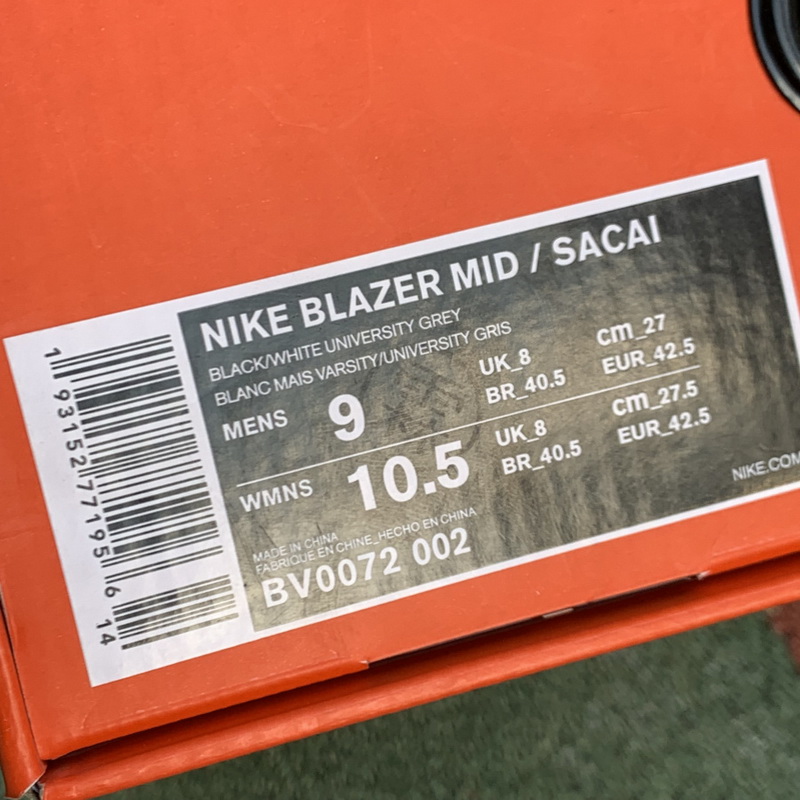 NIKE BLAZER MID / SACAI
BLACK/WHITE UNIVERSITY GREY
BLANC MAIS VARSITY/UNIVERSITY GRIS
MENS 9 UK_8 cm_27
BR_40.5 EUR_42.5
WMNS 10.5 UK_8 cm_27.5
BR_40.5 EUR_42.5
NIKE.COM
MADE IN CHINA
FABRIQUÉ EN CHINE_HECHO EN CHINA
BV0072 002
1 93152 77195 6 14